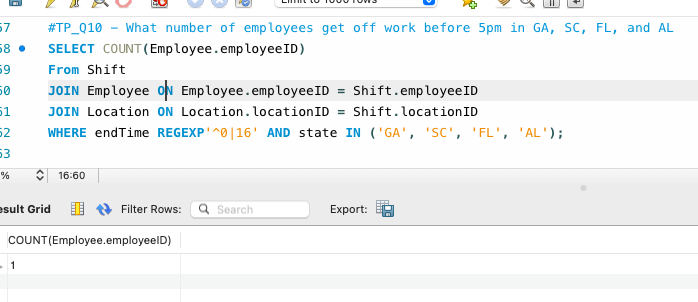 Limit to 1000 rows
57 #TP_Q10 – What number of employees get off work before 5pm in GA, SC, FL, and AL
58 SELECT COUNT(Employee.employeeID)
59 From Shift
60 JOIN Employee ON Employee.employeeID = Shift.employeeID
61 JOIN Location ON Location.locationID = Shift.locationID
62 WHERE endTime REGEXP'^0|16' AND state IN ('GA', 'SC', 'FL', 'AL');
63
% 16:60
esult Grid Filter Rows: Search Export:
COUNT(Employee.employeeID)
1